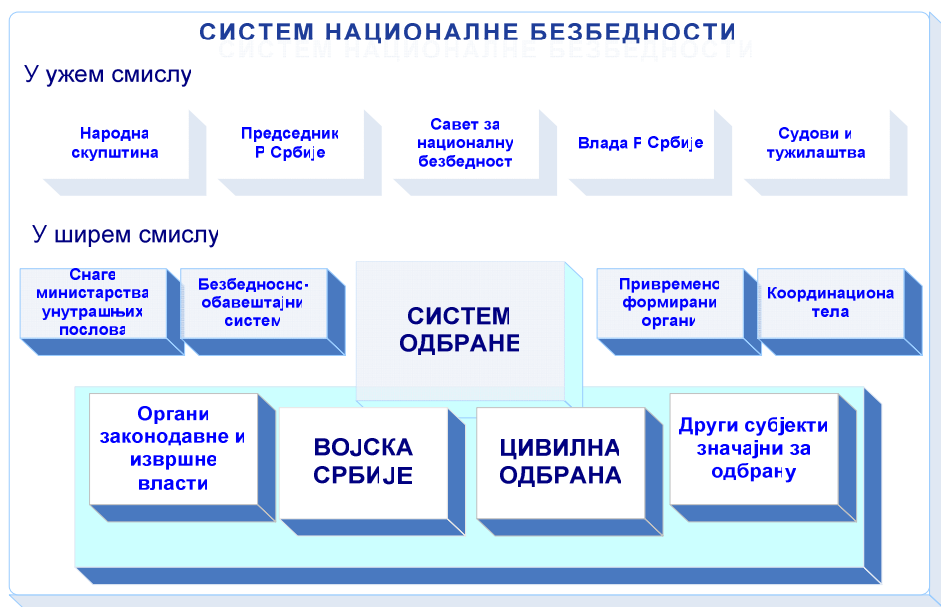 СИСТЕМ НАЦИОНАЛНЕ БЕЗБЕДНОСТИ
У ужем смислу
Народна
скупштина
Председник
Р Србије
Савет за
националну
безбедност
Влада Р Србије
Судови и
тужилаштва
У ширем смислу
Снаге
министарства
унутрашњих
послова
Безбедносно-
обавештајни
систем
СИСТЕМ
ОДБРАНЕ
Привремено
формирани
органи
Координациона
тела
Органи
законодавне и
извршне
власти
ВОЈСКА
СРБИЈЕ
ЦИВИЛНА
ОДБРАНА
Други субјекти
значајни за
одбрану